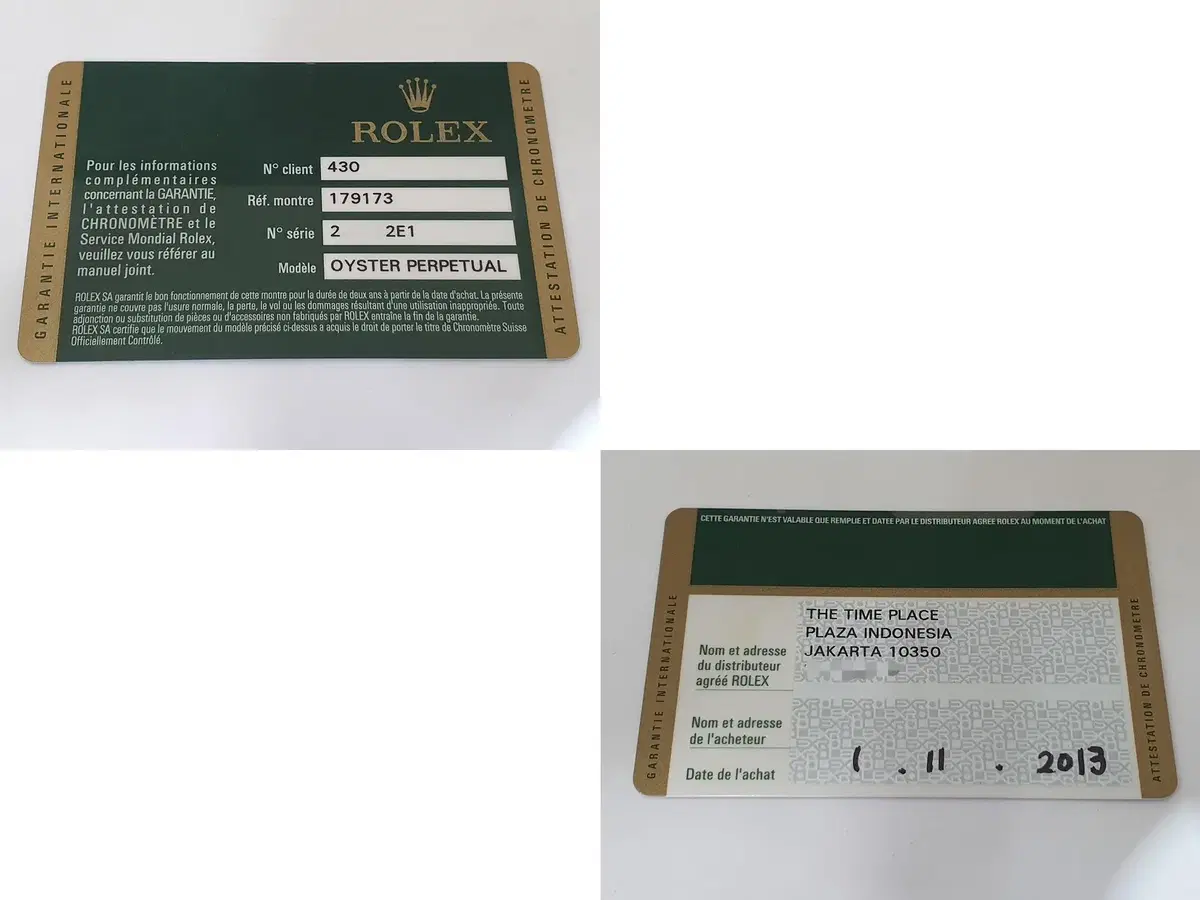 GARANTIE INTERNATIONALE
ROLEX
Pour les informations
complémentaires
concernant la GARANTIE,
l'attestation de
CHRONOMÈTRE et le
Service Mondial Rolex,
veuillez vous référer au
manuel joint.
N° client 430
Réf. montre 179173
N° série 2 2E1
Modèle OYSTER PERPETUAL
ROLEX SA garantit le bon fonctionnement de cette montre pour la durée de deux ans à partir de la date d'achat. La présente
garantie ne couvre pas l'usure normale, la perte, le vol ou les dommages résultant d'une utilisation inappropriée. Toute
adjonction ou substitution de pièces ou d'accessoires non fabriqués par ROLEX entraîne la fin de la garantie.
ROLEX SA certifie que le mouvement du modèle précisé ci-dessus a acquis le droit de porter le titre de Chronomètre Suisse
Officiellement Contrôlé.
ATTESTATION DE CHRONOMETRE
CETTE GARANTIE N'EST VALABLE QUE REMPLIE ET DATEE PAR LE DISTRIBUTEUR AGREE ROLEX AU MOMENT DE L'ACHAT
GARANTIE INTERNATIONALE
Nom et adresse
du distributeur
agréé ROLEX
THE TIME PLACE
PLAZA INDONESIA
JAKARTA 10350
Nom et adresse
de l'acheteur
Date de l'achat 1 . 11 . 2013
ATTESTATION DE CHRONOMETRE